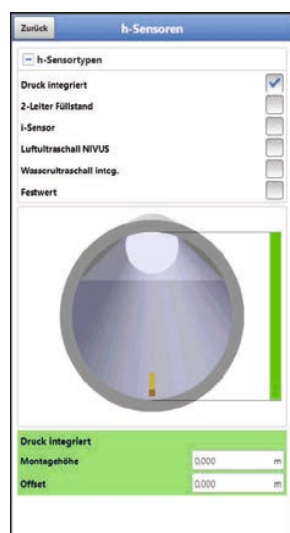 Zurück
h-Sensoren
h-Sensortypen
Druck integriert
2-Leiter Füllstand
i-Sensor
Luftultraschall NIVUS
Wasserultraschall integ.
Festwert
Druck integriert
Montagehöhe 0,000 m
Offset 0,000 m